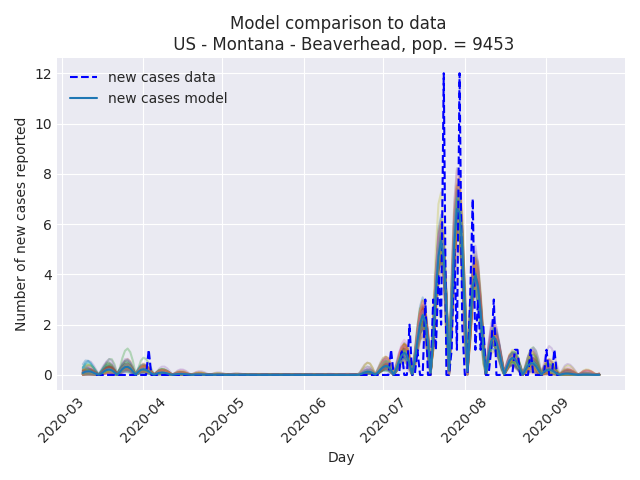 Model comparison to data
US - Montana - Beaverhead, pop. = 9453
new cases data
new cases model
Number of new cases reported
12
10
8
6
4
2
0
2020-03
2020-04
2020-05
2020-06
2020-07
2020-08
2020-09
Day